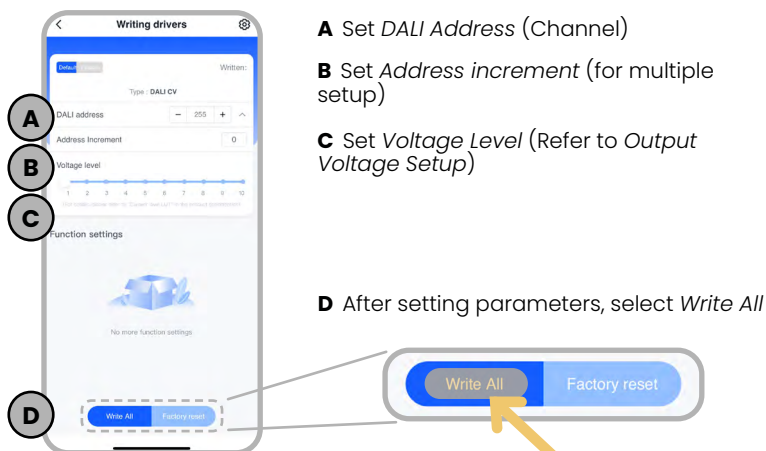 Writing drivers
Default
Written:
Type : DALI CV
A
DALI address
− 255 +
Address Increment
0
B
Voltage level
1 2 3 4 5 6 7 8 9 10
C
Function settings
No more function settings
D
Write All
Factory reset
A Set DALI Address (Channel)
B Set Address increment (for multiple
setup)
C Set Voltage Level (Refer to Output
Voltage Setup)
D After setting parameters, select Write All
Write All
Factory reset